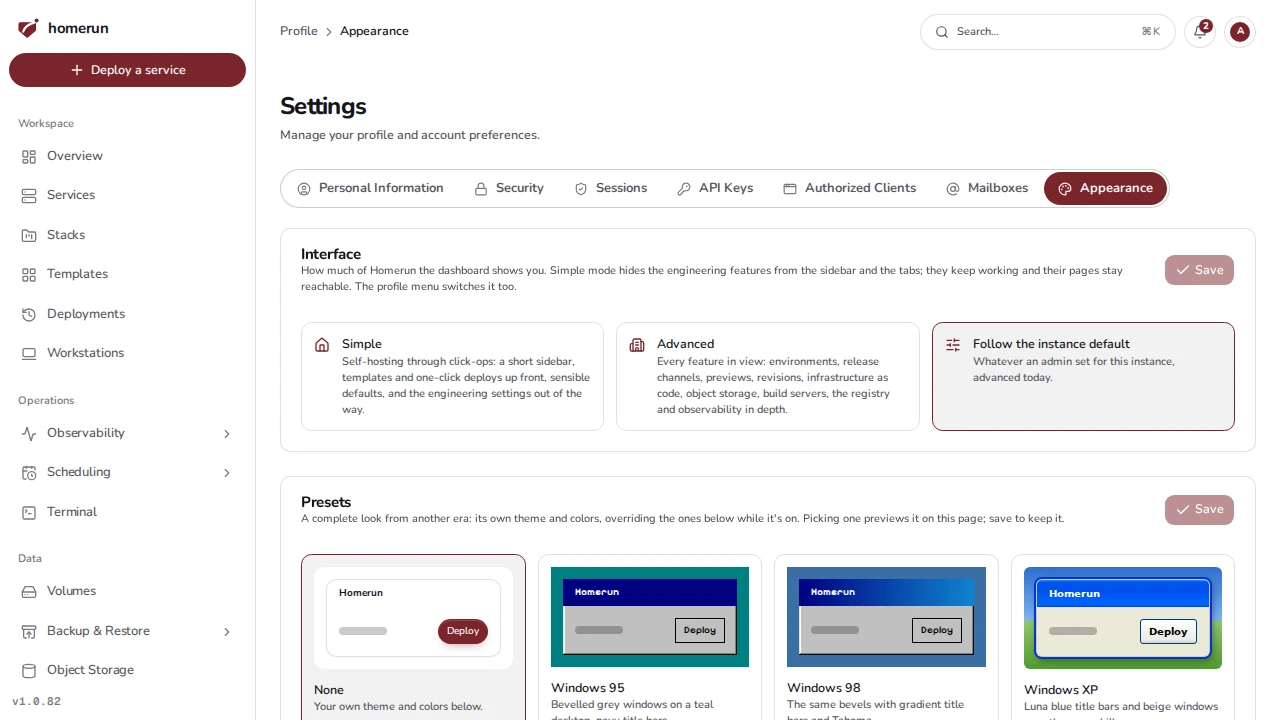 homerun
Deploy a service
Workspace
Overview
Services
Stacks
Templates
Deployments
Workstations
Operations
Observability
Scheduling
Terminal
Data
Volumes
Backup & Restore
Object Storage
v1.0.82
Profile > Appearance
Search...
⌘K
2
A
Settings
Manage your profile and account preferences.
Personal Information
Security
Sessions
API Keys
Authorized Clients
Mailboxes
Appearance
Interface
How much of Homerun the dashboard shows you. Simple mode hides the engineering features from the sidebar and the tabs; they keep working and their pages stay
reachable. The profile menu switches it too.
Save
Simple
Self-hosting through click-ops: a short sidebar,
templates and one-click deploys up front, sensible
defaults, and the engineering settings out of the
way.
Advanced
Every feature in view: environments, release
channels, previews, revisions, infrastructure as
code, object storage, build servers, the registry
and observability in depth.
Follow the instance default
Whatever an admin set for this instance,
advanced today.
Presets
A complete look from another era: its own theme and colors, overriding the ones below while it's on. Picking one previews it on this page; save to keep it.
Save
Homerun
Deploy
None
Your own theme and colors below.
Homerun
Deploy
Windows 95
Bevelled grey windows on a teal
desktop, navy title bars
Homerun
Deploy
Windows 98
The same bevels with gradient title
bars and Tahoma
Homerun
Deploy
Windows XP
Luna blue title bars and beige windows